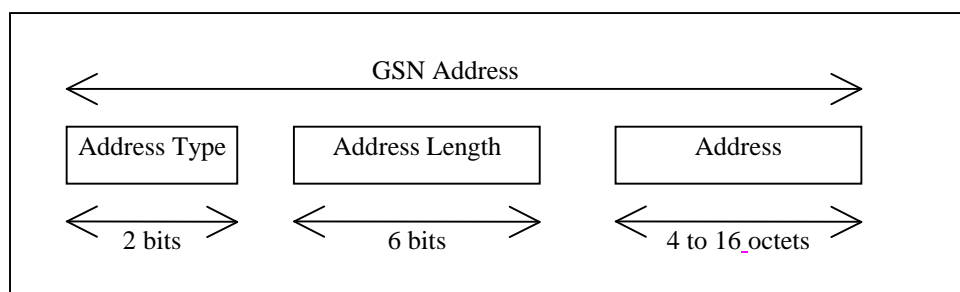 GSN Address
Address Type
Address Length
Address
2 bits
6 bits
4 to 16 octets